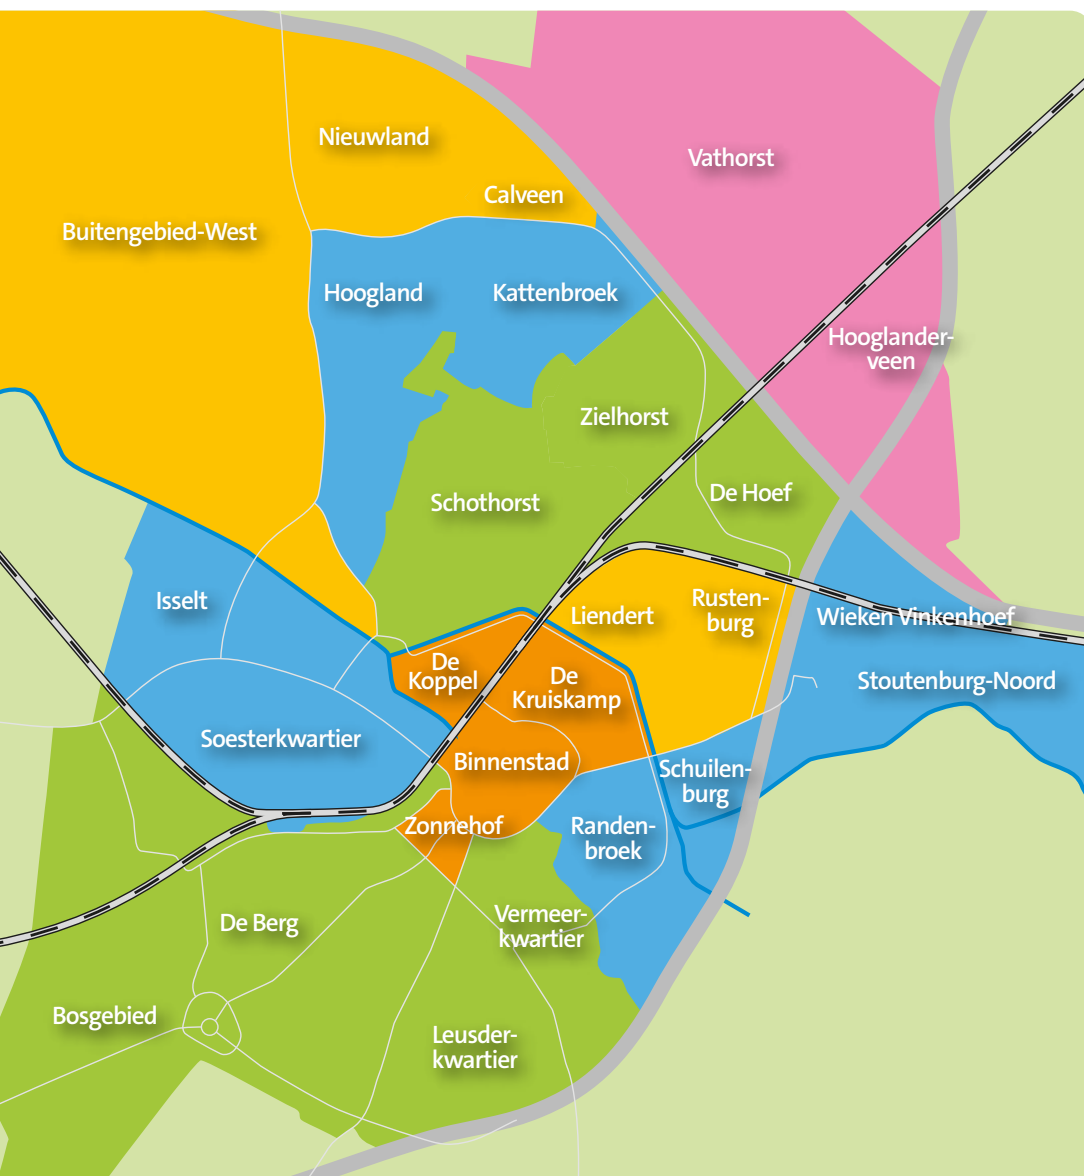 Nieuwland
Vathorst
Calveen
Buitengebied-West
Hoogland
Kattenbroek
Hooglander-
veen
Zielhorst
De Hoef
Schothorst
Isselt
Liendert
Rusten-
burg
Wieken Vinkenhoef
De
Koppel
De
Kruiskamp
Stoutenburg-Noord
Soesterkwartier
Binnenstad
Schuilen-
burg
Zonnehof
Randen-
broek
De Berg
Vermeer-
kwartier
Bosgebied
Leusder-
kwartier